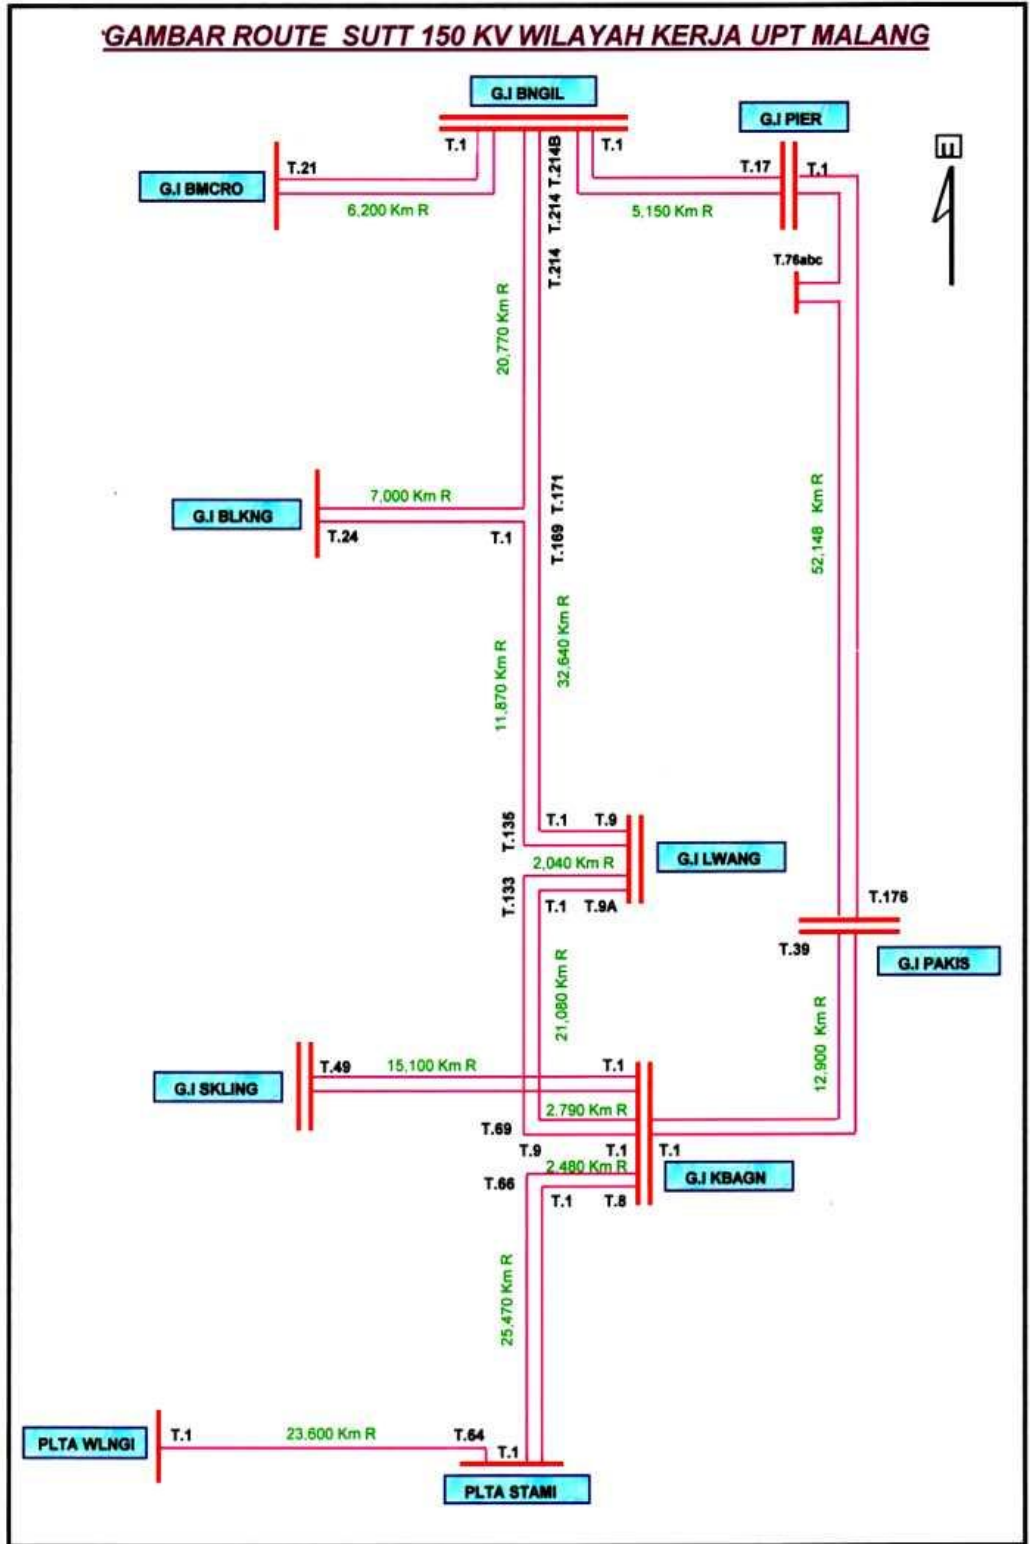 GAMBAR ROUTE SUTT 150 KV WILAYAH KERJA UPT MALANG
G.I BNGIL
G.I PIER
T.1
T.214 T.214 T.214B
T.1
T.21
T.17
T.1
G.I BMCRO
6,200 Km R
5,150 Km R
T.76abc
20,770 Km R
7,000 Km R
G.I BLKNG
T.24
T.1
T.169 T.171
52,148 Km R
32,640 Km R
11,870 Km R
T.135
T.1
T.9
2,040 Km R
G.I LWANG
T.133
T.1
T.9A
T.176
T.39
G.I PAKIS
21,080 Km R
12,900 Km R
T.49
15,100 Km R
T.1
G.I SKLING
2.790 Km R
T.69
T.9
T.1
T.1
2.480 Km R
G.I KBAGN
T.66
T.1
T.8
25,470 Km R
PLTA WLNGI
T.1
23,600 Km R
T.64
T.1
PLTA STAMI